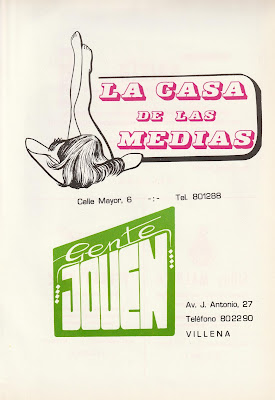 LA CASA
DE LAS
MEDIAS
Calle Mayor, 6 -:- Tel. 801288
Gente
JOVEN
Av. J. Antonio, 27
Teléfono 802290
VILLENA